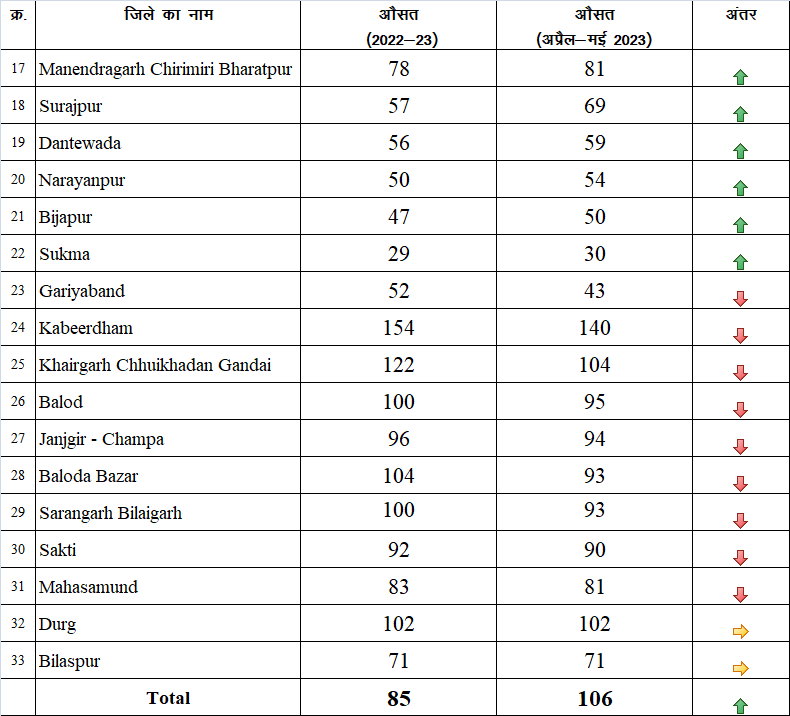 क्र. जिले का नाम औसत औसत अंतर
(2022–23) (अप्रैल–मई 2023)
17 Manendragarh Chirimiri Bharatpur 78 81
18 Surajpur 57 69
19 Dantewada 56 59
20 Narayanpur 50 54
21 Bijapur 47 50
22 Sukma 29 30
23 Gariyaband 52 43
24 Kabeerdham 154 140
25 Khairgarh Chhuikhadan Gandai 122 104
26 Balod 100 95
27 Janjgir - Champa 96 94
28 Baloda Bazar 104 93
29 Sarangarh Bilaigarh 100 93
30 Sakti 92 90
31 Mahasamund 83 81
32 Durg 102 102
33 Bilaspur 71 71
Total 85 106